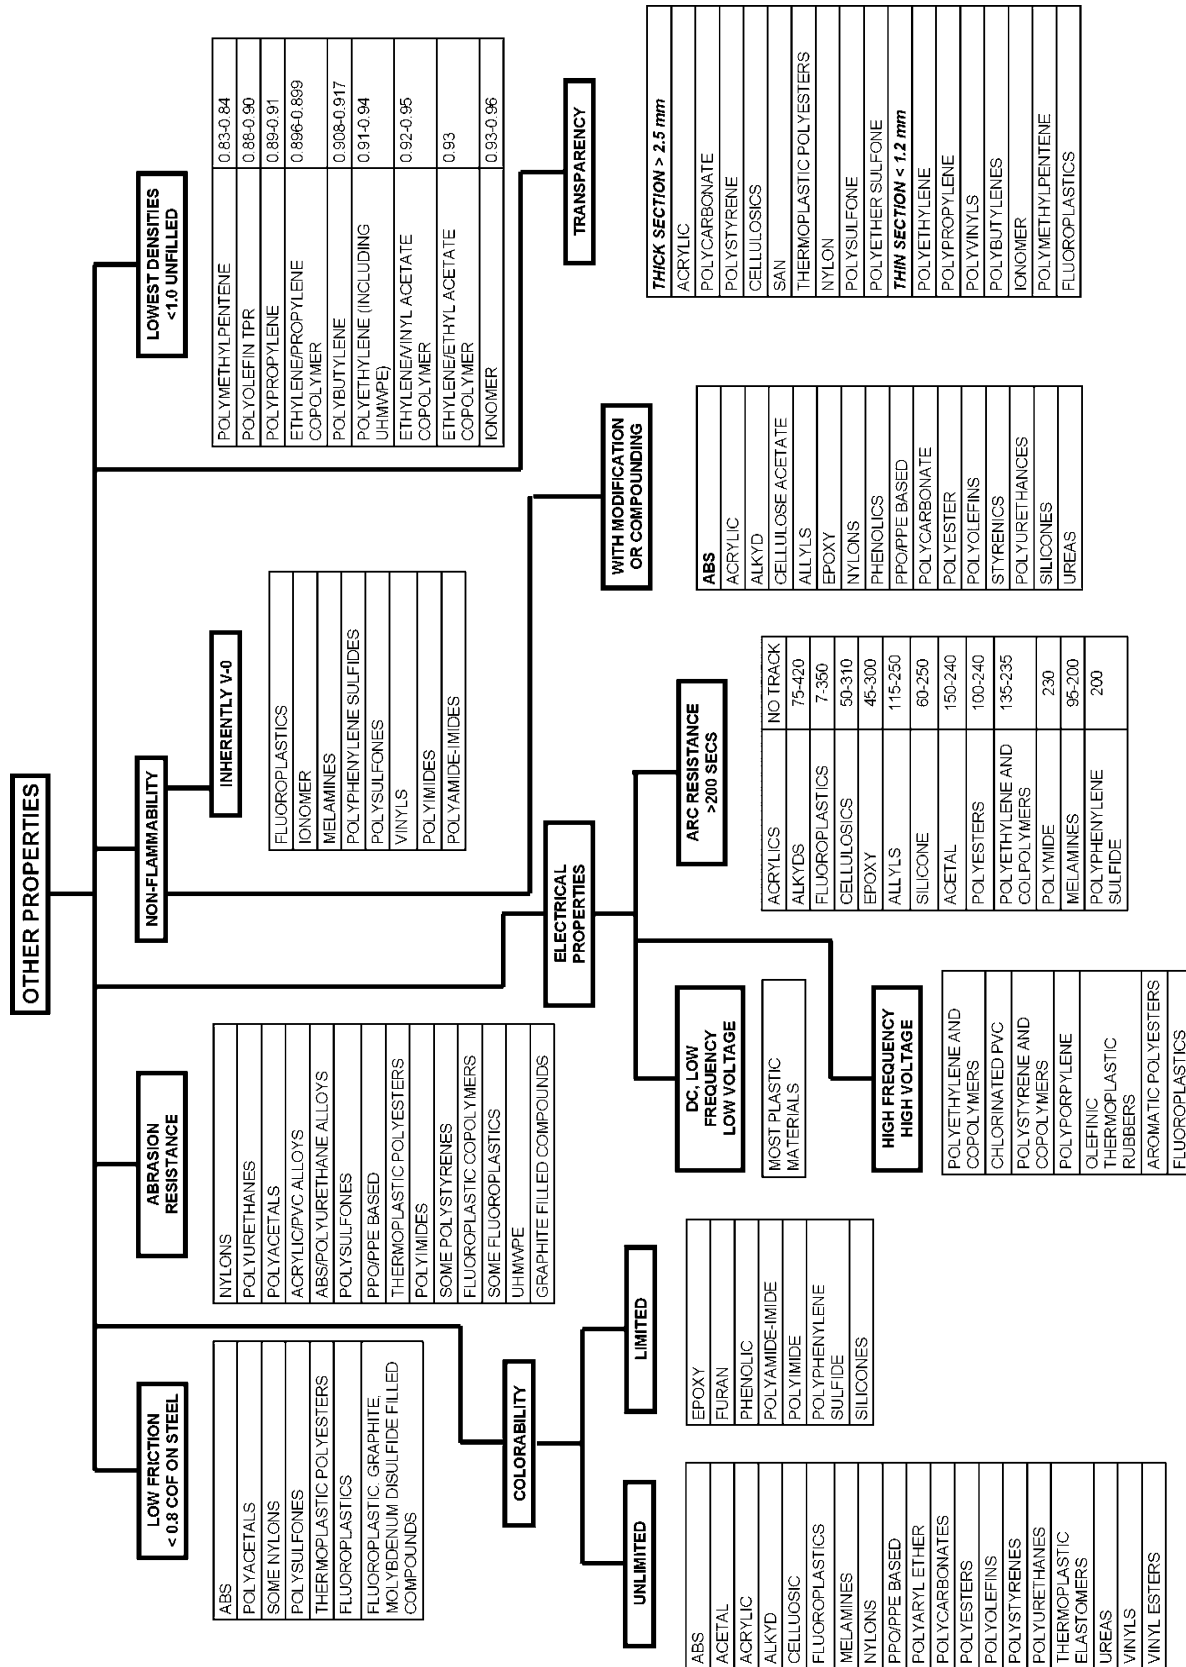 OTHER PROPERTIES
LOW FRICTION
< 0.8 COF ON STEEL
ABS
POLYACETALS
SOME NYLONS
POLYSULFONES
THERMOPLASTIC POLYESTERS
FLUOROPLASTICS
FLUOROPLASTIC, GRAPHITE,
MOLYBDENUM DISULFIDE FILLED
COMPOUNDS
ABRASION
RESISTANCE
NYLONS
POLYURETHANES
POLYACETALS
ACRYLIC/PVC ALLOYS
ABS/POLYURETHANE ALLOYS
POLYSULFONES
PPO/PPE BASED
THERMOPLASTIC POLYESTERS
POLYIMIDES
SOME POLYSTYRENES
FLUOROPLASTIC COPOLYMERS
SOME FLUOROPLASTICS
UHMWPE
GRAPHITE FILLED COMPOUNDS
NON-FLAMMABILITY
INHERENTLY V-0
FLUOROPLASTICS
IONOMER
MELAMINES
POLYPHENYLENE SULFIDES
POLYSULFONES
VINYLS
POLYIMIDES
POLYAMIDE-IMIDES
LOWEST DENSITIES
<1.0 UNFILLED
POLYMETHYLPENTENE 0.83-0.84
POLYOLEFIN TPR 0.88-0.90
POLYPROPYLENE 0.89-0.91
ETHYLENE/PROPYLENE 0.896-0.899
COPOLYMER
POLYBUTYLENE 0.908-0.917
POLYETHYLENE (INCLUDING 0.91-0.94
UHMWPE)
ETHYLENE/VINYL ACETATE 0.92-0.95
COPOLYMER
ETHYLENE/ETHYL ACETATE 0.93
COPOLYMER
IONOMER 0.93-0.96
COLORABILITY
UNLIMITED
ABS
ACETAL
ACRYLIC
ALKYD
CELLUOSIC
FLUOROPLASTICS
MELAMINES
NYLONS
PPO/PPE BASED
POLYARYL ETHER
POLYCARBONATES
POLYESTERS
POLYOLEFINS
POLYSTYRENES
POLYURETHANES
THERMOPLASTIC
ELASTOMERS
UREAS
VINYLS
VINYL ESTERS
LIMITED
EPOXY
FURAN
PHENOLIC
POLYAMIDE-IMIDE
POLYIMIDE
POLYPHENYLENE
SULFIDE
SILICONES
ELECTRICAL
PROPERTIES
DC, LOW
FREQUENCY
LOW VOLTAGE
MOST PLASTIC
MATERIALS
HIGH FREQUENCY
HIGH VOLTAGE
POLYETHYLENE AND
COPOLYMERS
CHLORINATED PVC
POLYSTYRENE AND
COPOLYMERS
POLYPORPYLENE
OLEFINIC
THERMOPLASTIC
RUBBERS
AROMATIC POLYESTERS
FLUOROPLASTICS
ARC RESISTANCE
>200 SECS
ACRYLICS NO TRACK
ALKYDS 75-420
FLUOROPLASTICS 7-350
CELLULOSICS 50-310
EPOXY 45-300
ALLYLS 115-250
SILICONE 60-250
ACETAL 150-240
POLYESTERS 100-240
POLYETHYLENE AND 135-235
COLPOLYMERS
POLYMIDE 230
MELAMINES 95-200
POLYPHENYLENE 200
SULFIDE
WITH MODIFICATION
OR COMPOUNDING
ABS
ACRYLIC
ALKYD
CELLULOSE ACETATE
ALLYLS
EPOXY
NYLONS
PHENOLICS
PPO/PPE BASED
POLYCARBONATE
POLYESTER
POLYOLEFINS
STYRENICS
POLYURETHANCES
SILICONES
UREAS
TRANSPARENCY
THICK SECTION > 2.5 mm
ACRYLIC
POLYCARBONATE
POLYSTYRENE
CELLULOSICS
SAN
THERMOPLASTIC POLYESTERS
NYLON
POLYSULFONE
POLYETHER SULFONE
THIN SECTION < 1.2 mm
POLYETHYLENE
POLYPROPYLENE
POLYVINYLS
POLYBUTYLENES
IONOMER
POLYMETHYLPENTENE
FLUOROPLASTICS